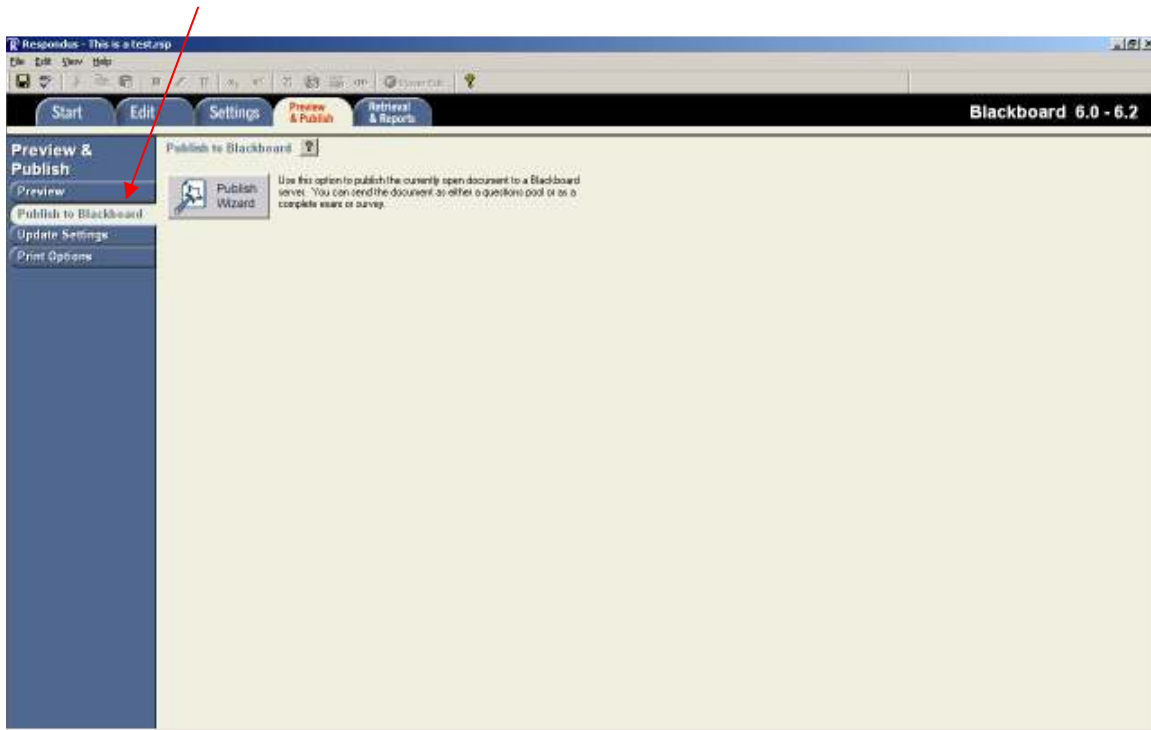 Respondus - This is a test.rsp
File Edit View Help
Start Edit Settings Preview & Publish Retrieval & Reports Blackboard 6.0 - 6.2
Preview &
Publish
Preview
Publish to Blackboard
Update Settings
Print Options
Publish to Blackboard ?
Publish
Wizard
Use this option to publish the currently open document to a Blackboard
server. You can send the document as either a questions pool or as a
complete exam or survey.